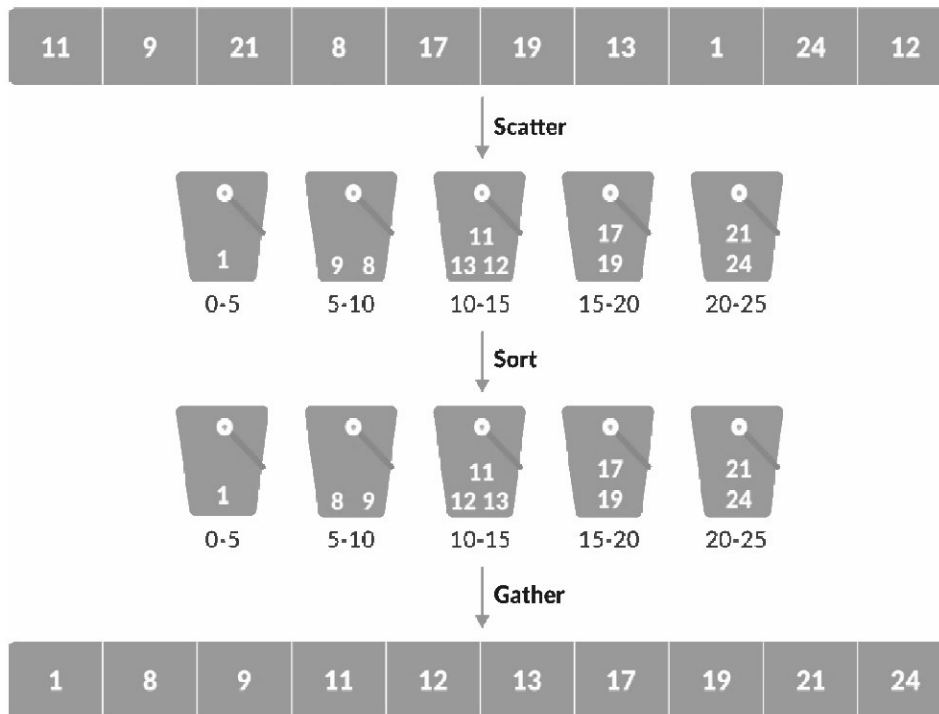 11 9 21 8 17 19 13 1 24 12
Scatter
11 17 21
1 9 8 13 12 19 24
0-5 5-10 10-15 15-20 20-25
Sort
11 17 21
1 8 9 12 13 19 24
0-5 5-10 10-15 15-20 20-25
Gather
1 8 9 11 12 13 17 19 21 24